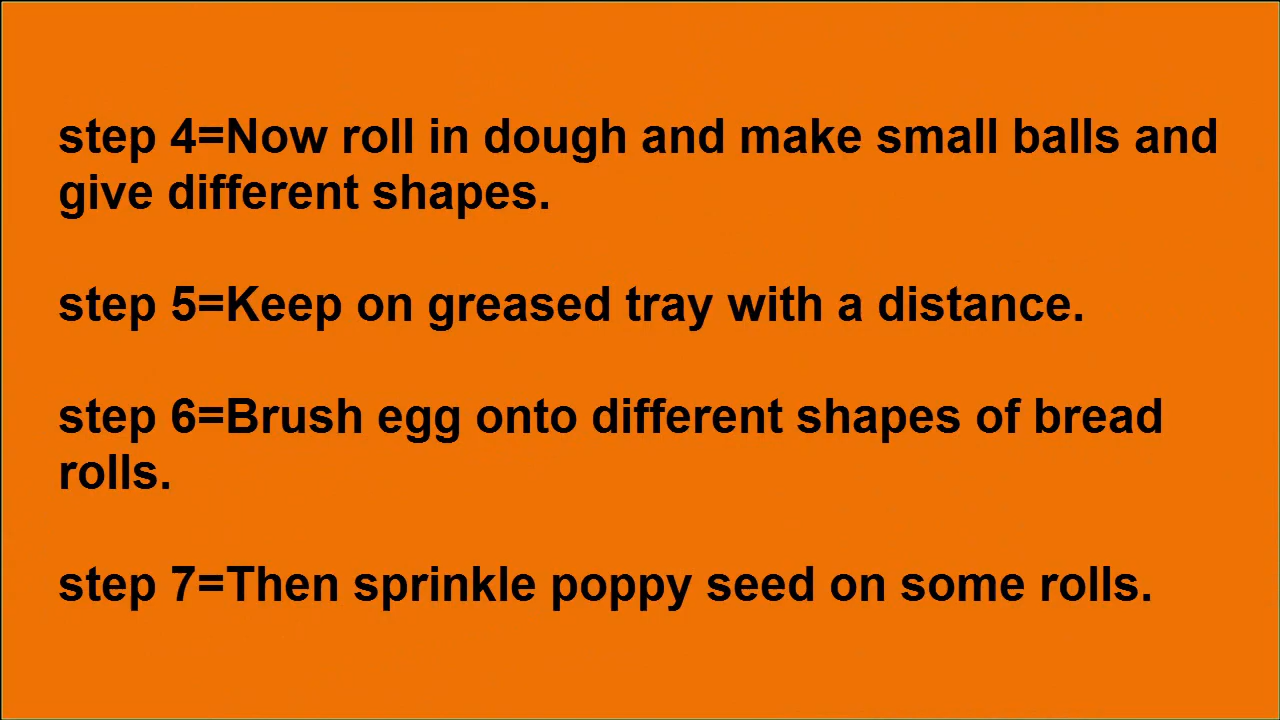 step 4=Now roll in dough and make small balls and
give different shapes.
step 5=Keep on greased tray with a distance.
step 6=Brush egg onto different shapes of bread
rolls.
step 7=Then sprinkle poppy seed on some rolls.